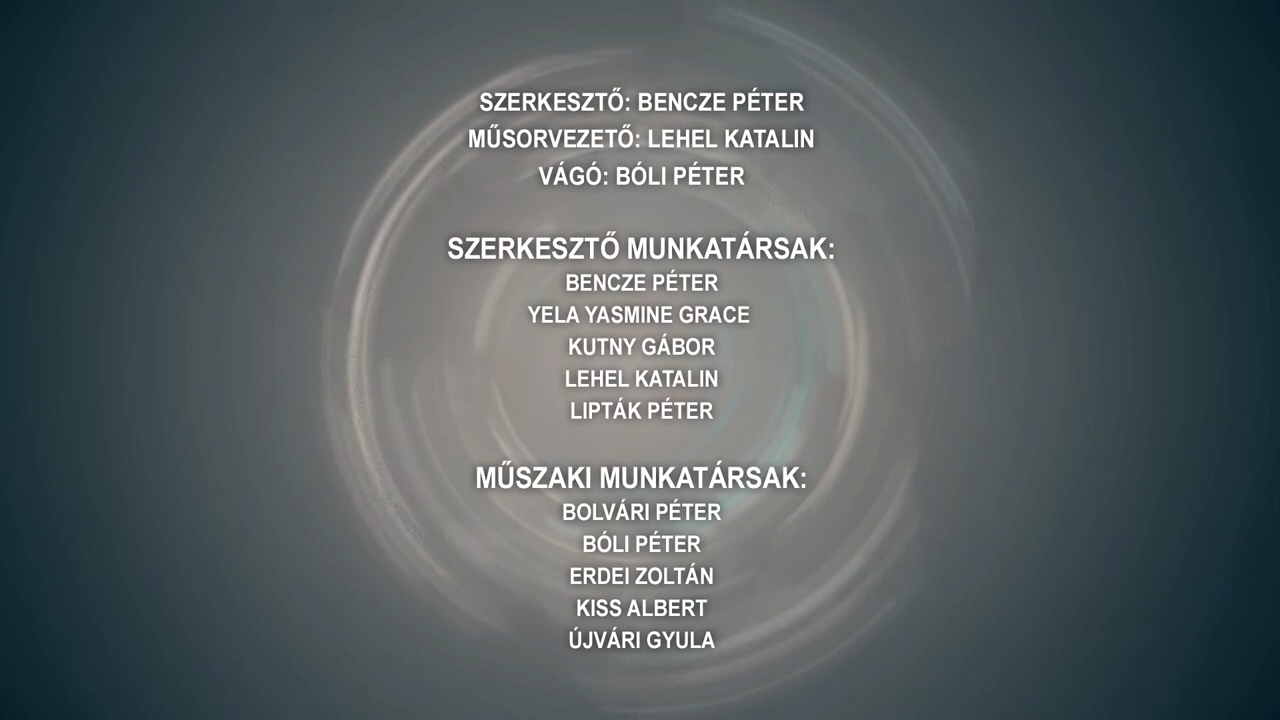 SZERKESZTŐ: BENCZE PÉTER
MŰSORVEZETŐ: LEHEL KATALIN
VÁGÓ: BÓLI PÉTER
SZERKESZTŐ MUNKATÁRSAK:
BENCZE PÉTER
YELA YASMINE GRACE
KUTNY GÁBOR
LEHEL KATALIN
LIPTÁK PÉTER
MŰSZAKI MUNKATÁRSAK:
BOLVÁRI PÉTER
BÓLI PÉTER
ERDEI ZOLTÁN
KISS ALBERT
ÚJVÁRI GYULA